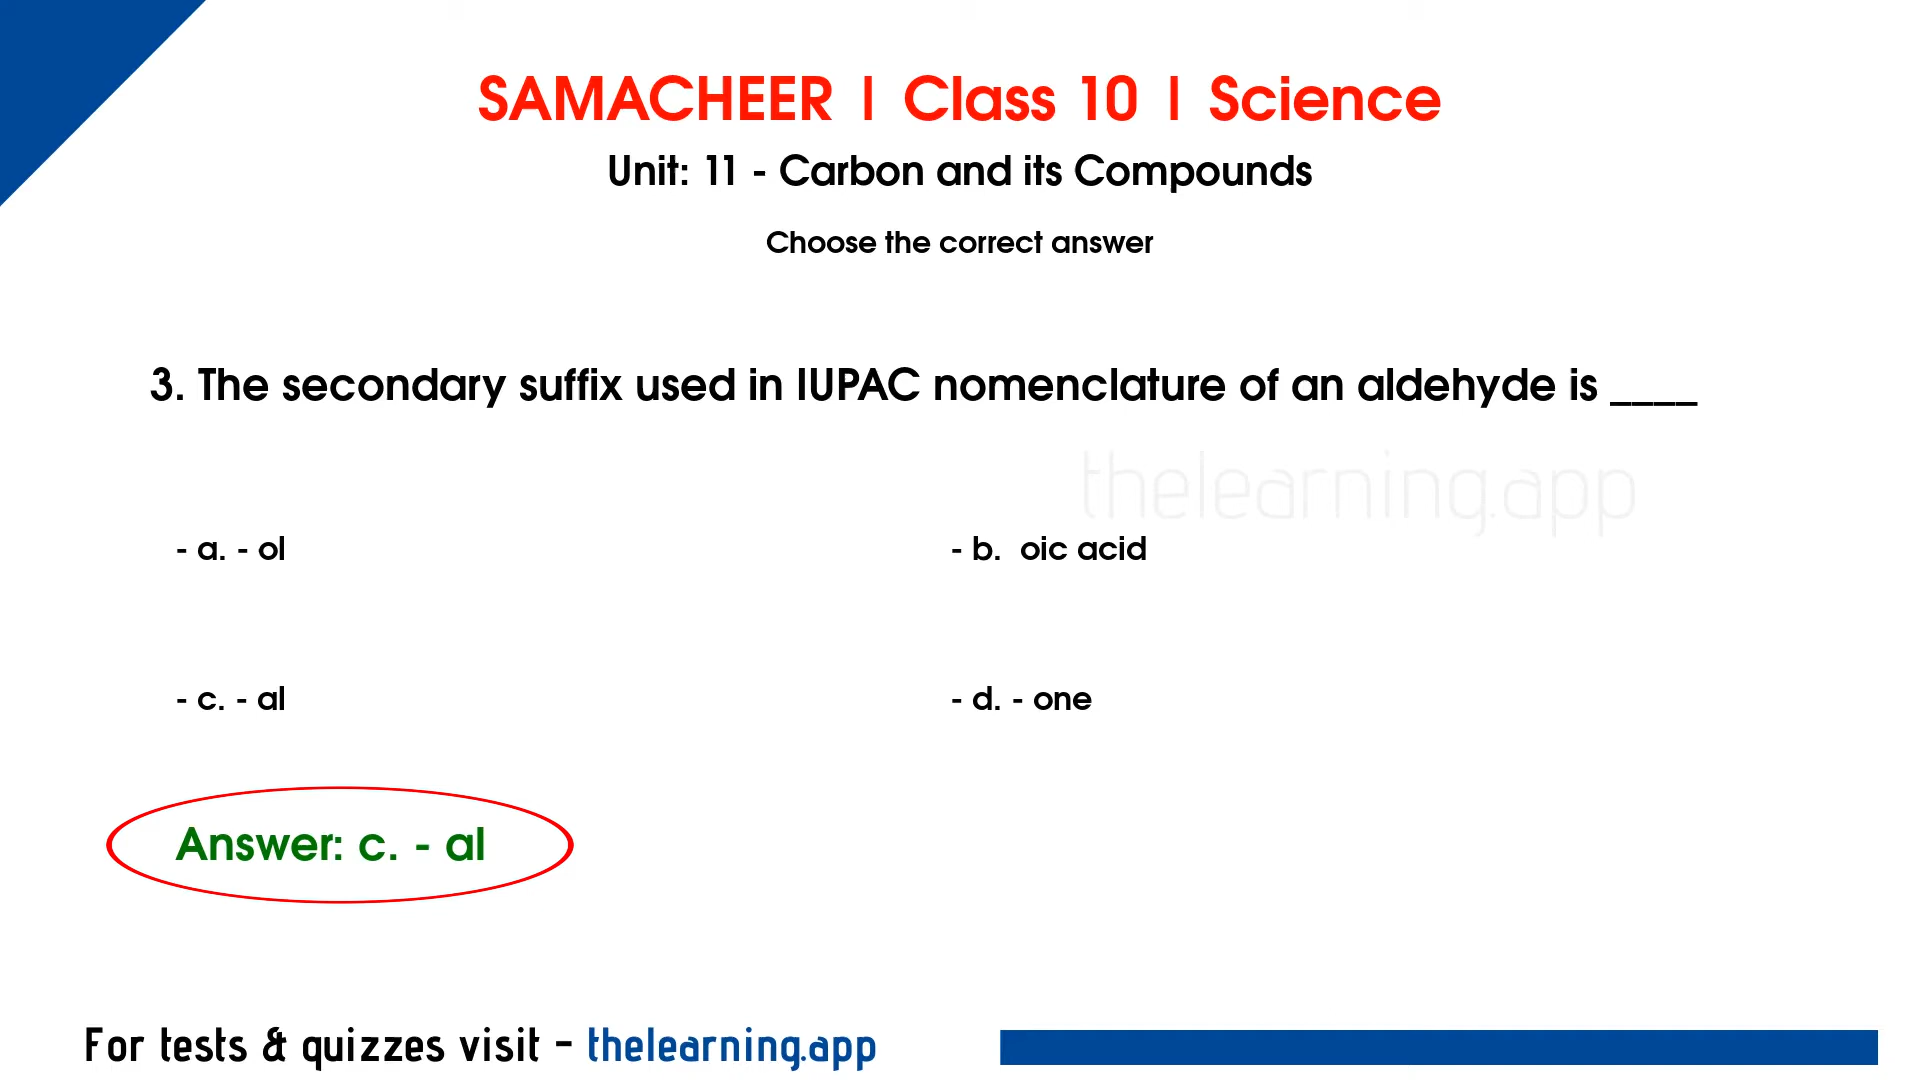 SAMACHEER | Class 10 | Science
Unit: 11 - Carbon and its Compounds
Choose the correct answer
3. The secondary suffix used in IUPAC nomenclature of an aldehyde is ____
thelearning.app
- a. - ol
- b.  oic acid
- c. - al
- d. - one
Answer: c. - al
For tests & quizzes visit - thelearning.app